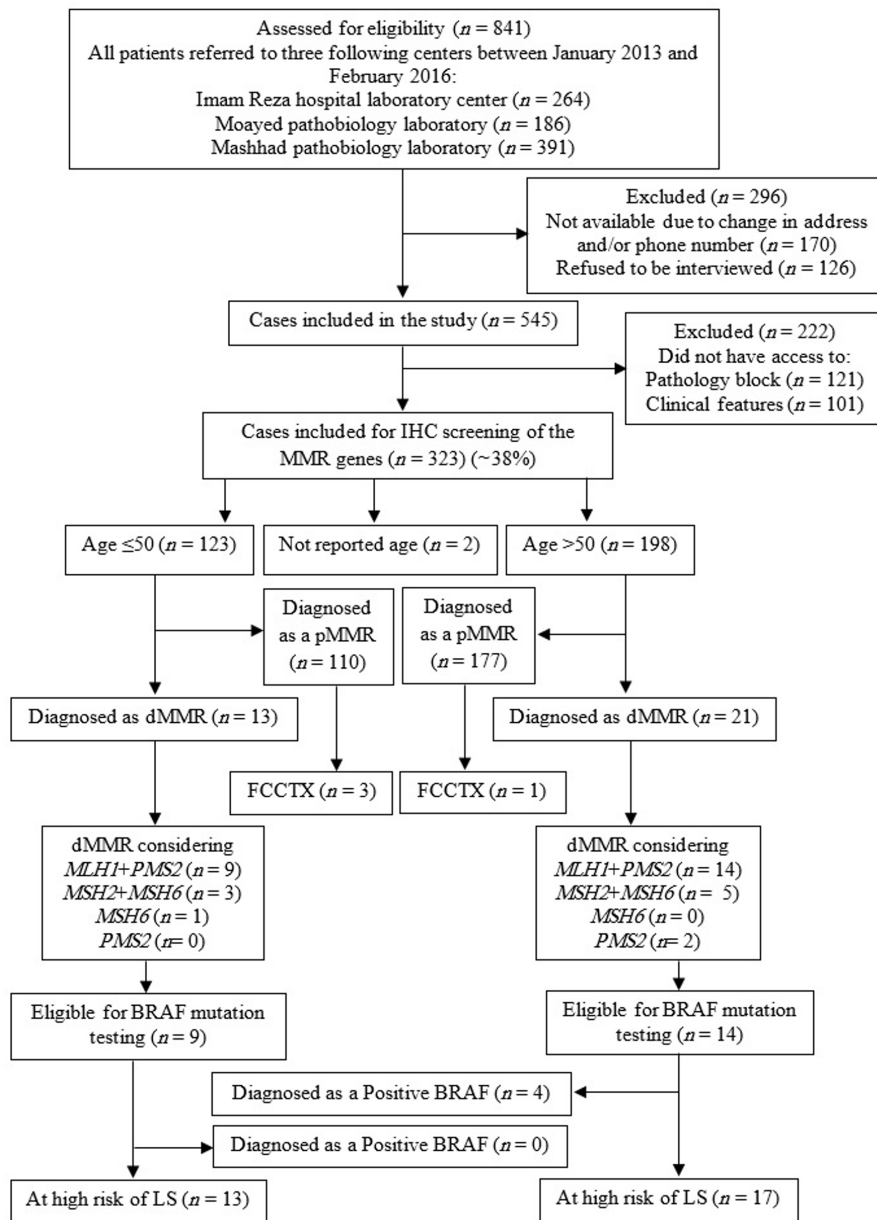 Assessed for eligibility (n = 841)
All patients referred to three following centers between January 2013 and
February 2016:
Imam Reza hospital laboratory center (n = 264)
Moayed pathobiology laboratory (n = 186)
Mashhad pathobiology laboratory (n = 391)
Excluded (n = 296)
Not available due to change in address
and/or phone number (n = 170)
Refused to be interviewed (n = 126)
Cases included in the study (n = 545)
Excluded (n = 222)
Did not have access to:
Pathology block (n = 121)
Clinical features (n = 101)
Cases included for IHC screening of the
MMR genes (n = 323) (~38%)
Age ≤50 (n = 123)
Not reported age (n = 2)
Age >50 (n = 198)
Diagnosed
as a pMMR
(n = 110)
Diagnosed
as a pMMR
(n = 177)
Diagnosed as dMMR (n = 13)
Diagnosed as dMMR (n = 21)
FCCTX (n = 3)
FCCTX (n = 1)
dMMR considering
MLH1+PMS2 (n = 9)
MSH2+MSH6 (n = 3)
MSH6 (n = 1)
PMS2 (n= 0)
dMMR considering
MLH1+PMS2 (n = 14)
MSH2+MSH6 (n =  5)
MSH6 (n = 0)
PMS2 (n = 2)
Eligible for BRAF mutation
testing (n = 9)
Eligible for BRAF mutation
testing (n = 14)
Diagnosed as a Positive BRAF (n = 4)
Diagnosed as a Positive BRAF (n = 0)
At high risk of LS (n = 13)
At high risk of LS (n = 17)